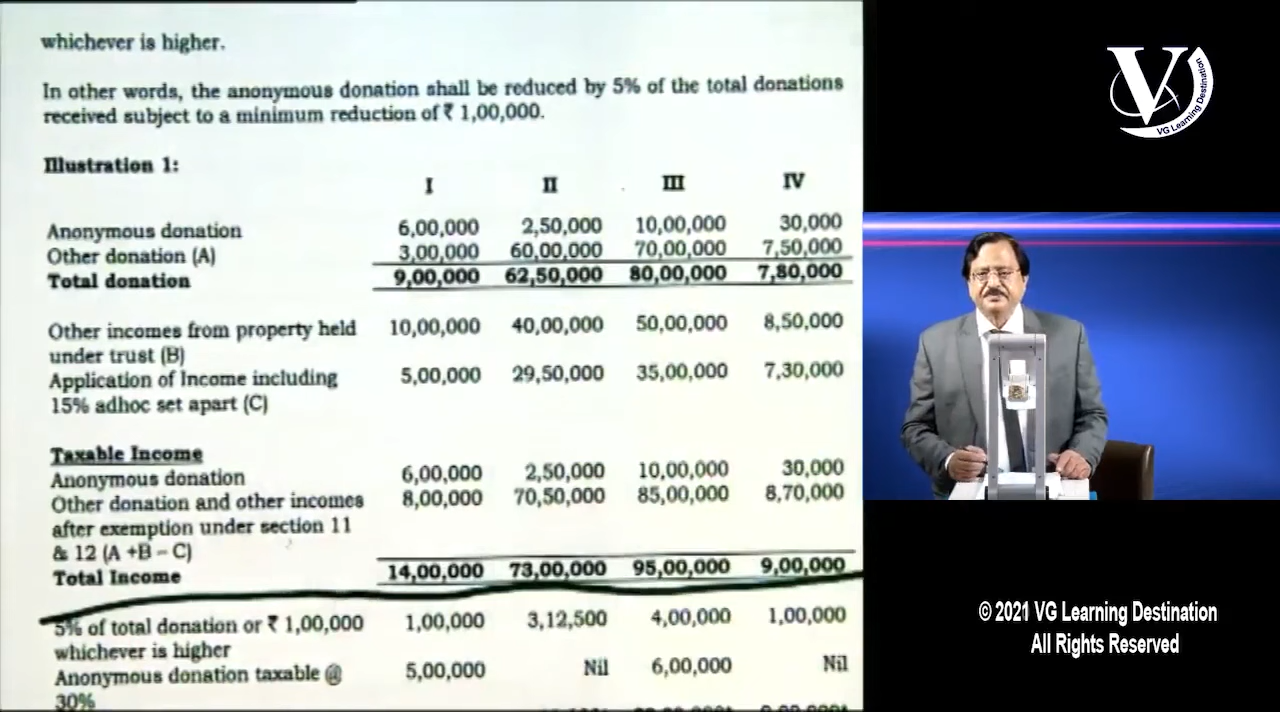 whichever is higher.
In other words, the anonymous donation shall be reduced by 5% of the total donations
received subject to a minimum reduction of ₹ 1,00,000.
Illustration 1:
I II III IV
Anonymous donation 6,00,000 2,50,000 10,00,000 30,000
Other donation (A) 3,00,000 60,00,000 70,00,000 7,50,000
Total donation 9,00,000 62,50,000 80,00,000 7,80,000
Other incomes from property held 10,00,000 40,00,000 50,00,000 8,50,000
under trust (B)
Application of Income including 5,00,000 29,50,000 35,00,000 7,30,000
15% adhoc set apart (C)
Taxable Income
Anonymous donation 6,00,000 2,50,000 10,00,000 30,000
Other donation and other incomes 8,00,000 70,50,000 85,00,000 8,70,000
after exemption under section 11
& 12 (A +B – C)
Total Income 14,00,000 73,00,000 95,00,000 9,00,000
5% of total donation or ₹ 1,00,000 1,00,000 3,12,500 4,00,000 1,00,000
whichever is higher
Anonymous donation taxable @ 5,00,000 Nil 6,00,000 Nil
30%
V
VG Learning Destination
© 2021 VG Learning Destination
All Rights Reserved